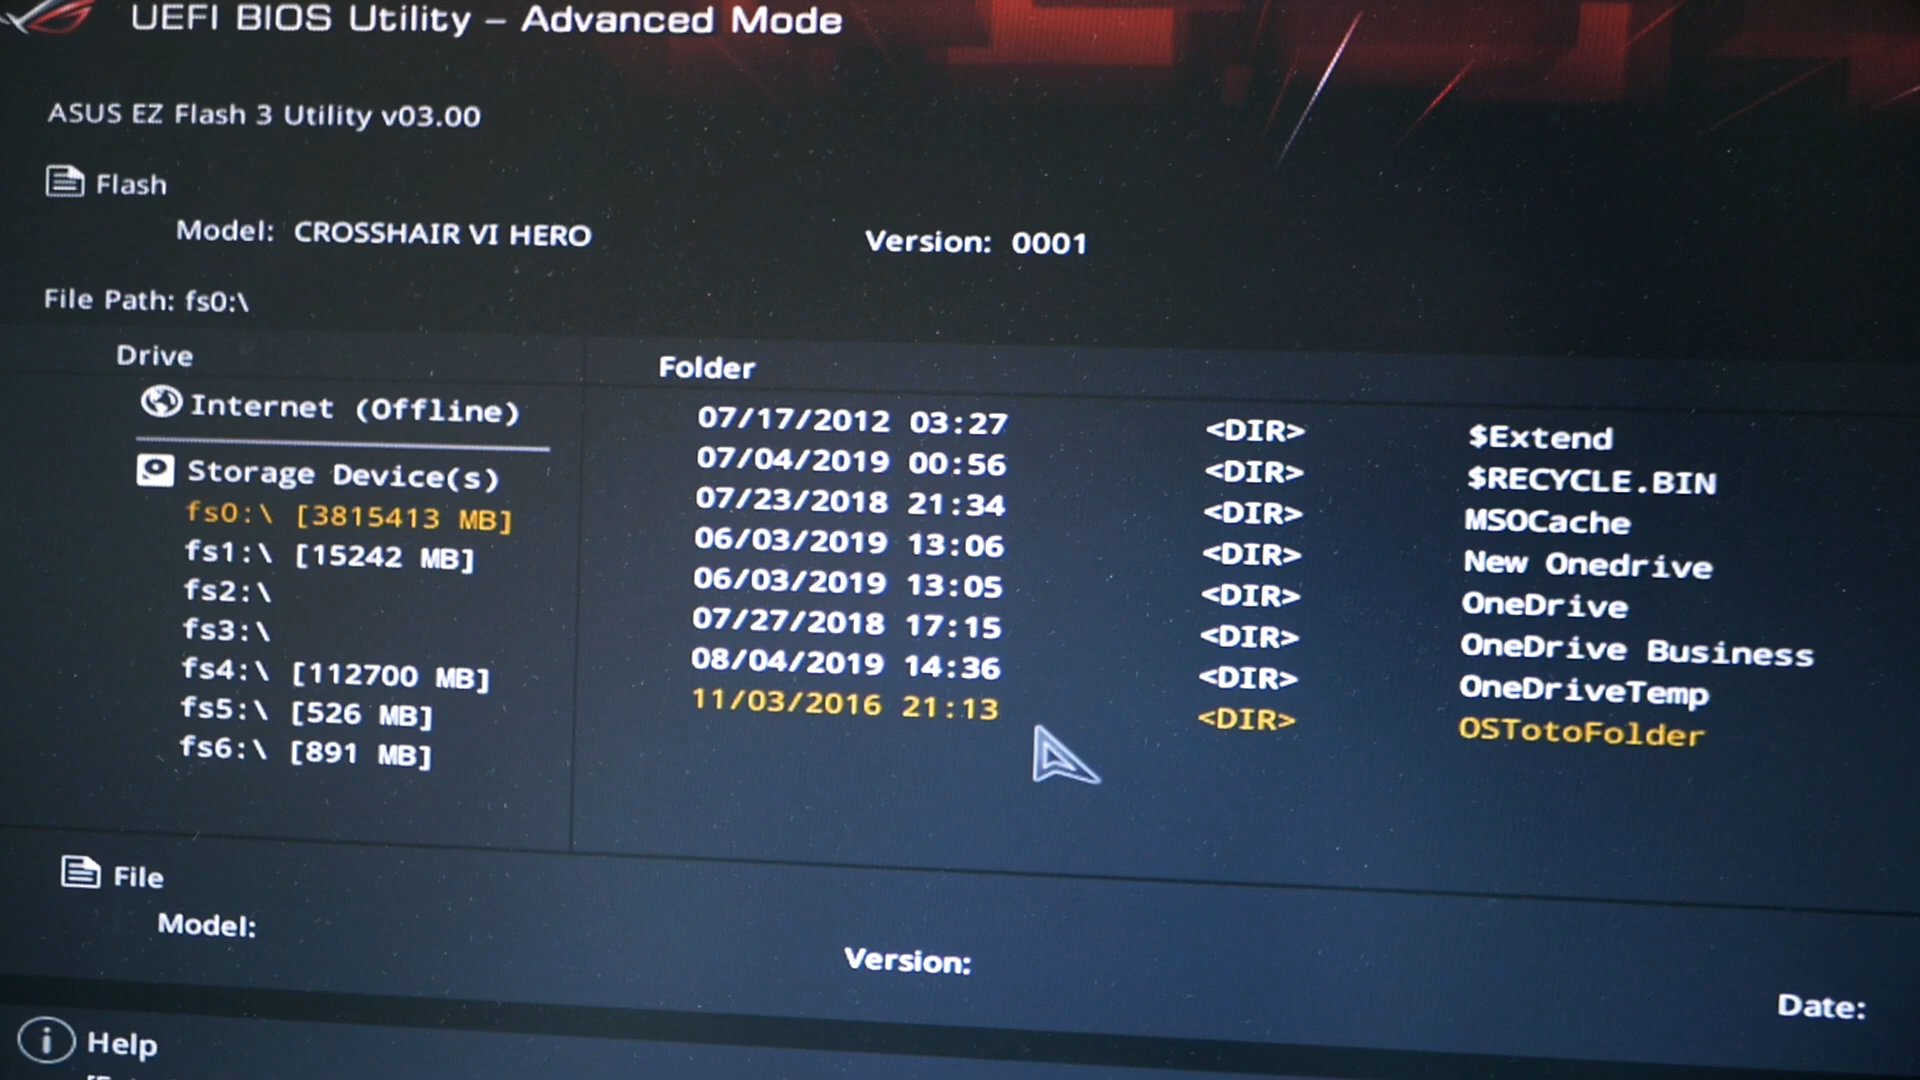 UEFI BIOS Utility – Advanced Mode
ASUS EZ Flash 3 Utility v03.00
Flash
Model: CROSSHAIR VI HERO Version: 0001
File Path: fs0:\
Drive Folder
Internet (Offline)
Storage Device(s)
fs0:\ [3815413 MB]
fs1:\ [15242 MB]
fs2:\
fs3:\
fs4:\ [112700 MB]
fs5:\ [526 MB]
fs6:\ [891 MB]
07/17/2012 03:27 <DIR> $Extend
07/04/2019 00:56 <DIR> $RECYCLE.BIN
07/23/2018 21:34 <DIR> MSOCache
06/03/2019 13:06 <DIR> New Onedrive
06/03/2019 13:05 <DIR> OneDrive
07/27/2018 17:15 <DIR> OneDrive Business
08/04/2019 14:36 <DIR> OneDriveTemp
11/03/2016 21:13 <DIR> OSTotoFolder
File
Model: Version: Date:
Help